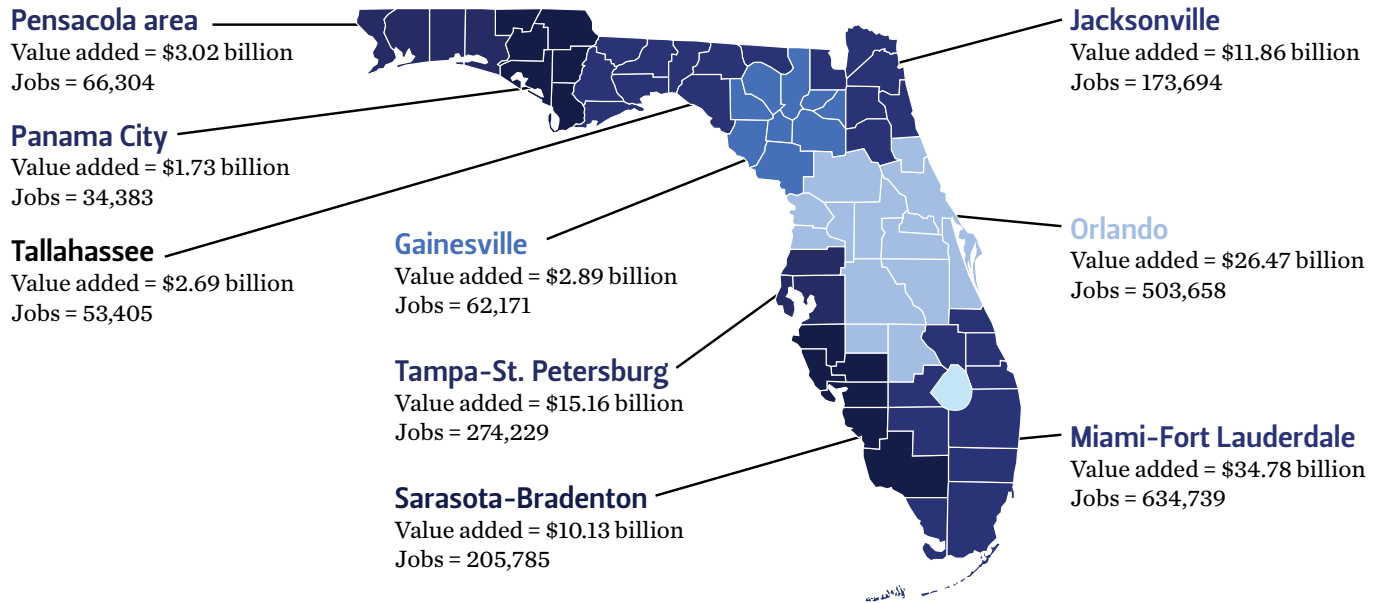 Pensacola area
Value added = $3.02 billion
Jobs = 66,304
Panama City
Value added = $1.73 billion
Jobs = 34,383
Tallahassee
Value added = $2.69 billion
Jobs = 53,405
Gainesville
Value added = $2.89 billion
Jobs = 62,171
Tampa-St. Petersburg
Value added = $15.16 billion
Jobs = 274,229
Sarasota-Bradenton
Value added = $10.13 billion
Jobs = 205,785
Jacksonville
Value added = $11.86 billion
Jobs = 173,694
Orlando
Value added = $26.47 billion
Jobs = 503,658
Miami-Fort Lauderdale
Value added = $34.78 billion
Jobs = 634,739